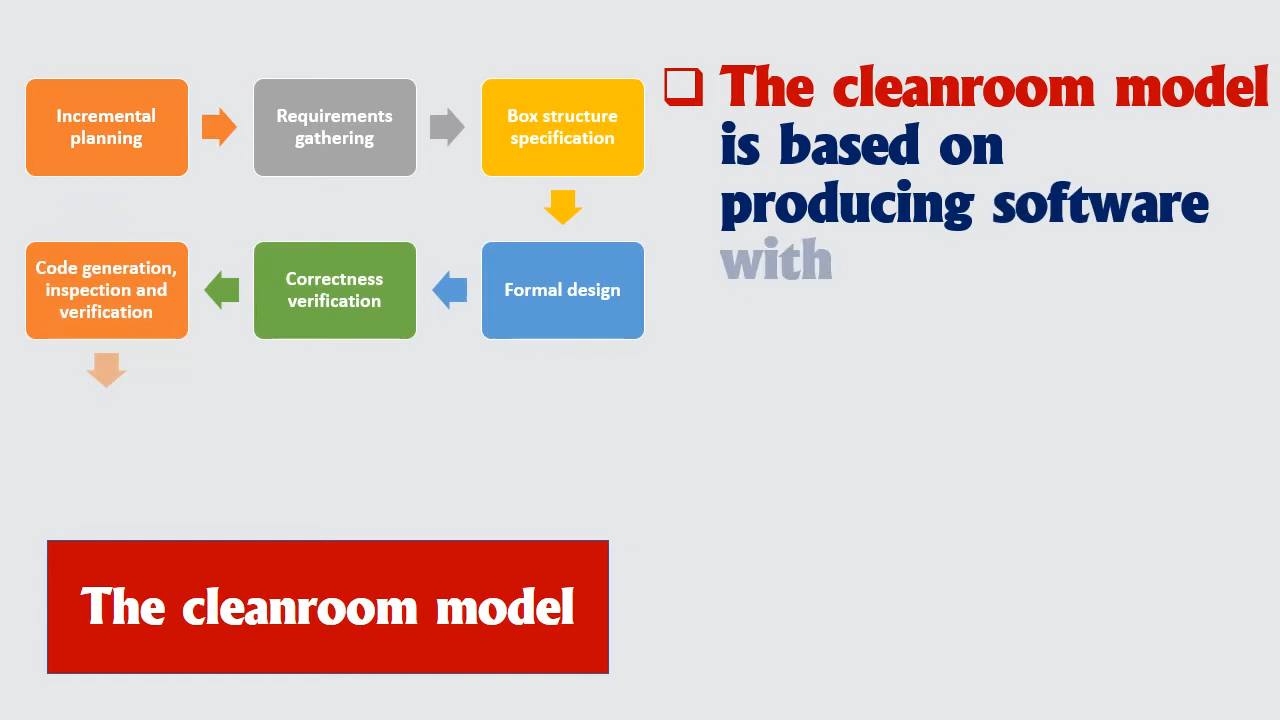 Incremental
planning
Requirements
gathering
Box structure
specification
Code generation,
inspection and
verification
Correctness
verification
Formal design
The cleanroom model
is based on
producing software
with
The cleanroom model